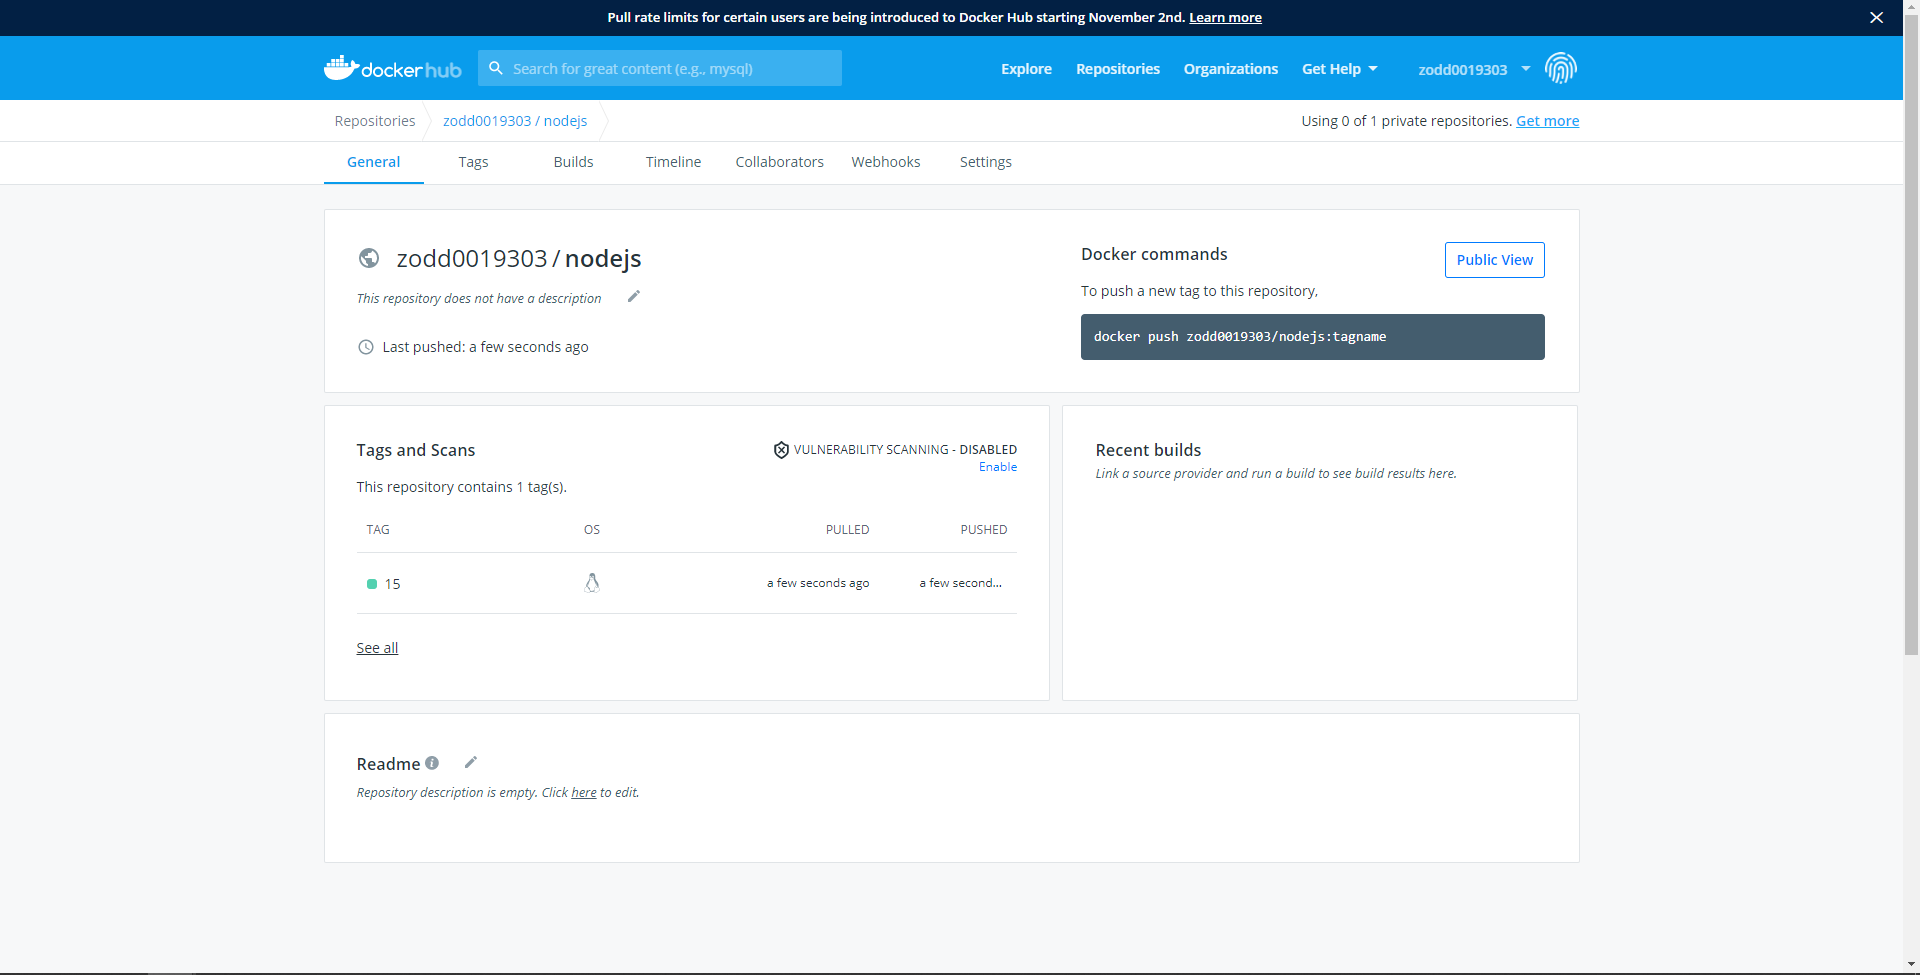 Pull rate limits for certain users are being introduced to Docker Hub starting November 2nd. Learn more
docker hub
Search for great content (e.g., mysql)
Explore
Repositories
Organizations
Get Help
zodd0019303
Repositories
zodd0019303 / nodejs
Using 0 of 1 private repositories. Get more
General
Tags
Builds
Timeline
Collaborators
Webhooks
Settings
zodd0019303 / nodejs
This repository does not have a description
Last pushed: a few seconds ago
Docker commands
Public View
To push a new tag to this repository,
docker push zodd0019303/nodejs:tagname
Tags and Scans
VULNERABILITY SCANNING - DISABLED
Enable
This repository contains 1 tag(s).
TAG
OS
PULLED
PUSHED
15
a few seconds ago
a few second...
See all
Recent builds
Link a source provider and run a build to see build results here.
Readme
Repository description is empty. Click here to edit.